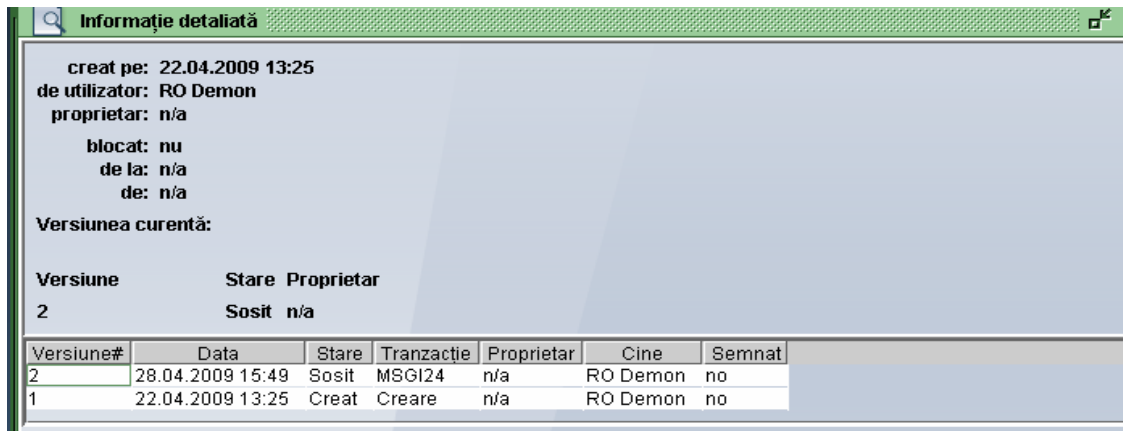 Informație detaliată
creat pe: 22.04.2009 13:25
de utilizator: RO Demon
proprietar: n/a
blocat: nu
de la: n/a
de: n/a
Versiunea curentă:
Versiune Stare Proprietar
2 Sosit n/a
Versiune# Data Stare Tranzacție Proprietar Cine Semnat
2 28.04.2009 15:49 Sosit MSGI24 n/a RO Demon no
1 22.04.2009 13:25 Creat Creare n/a RO Demon no